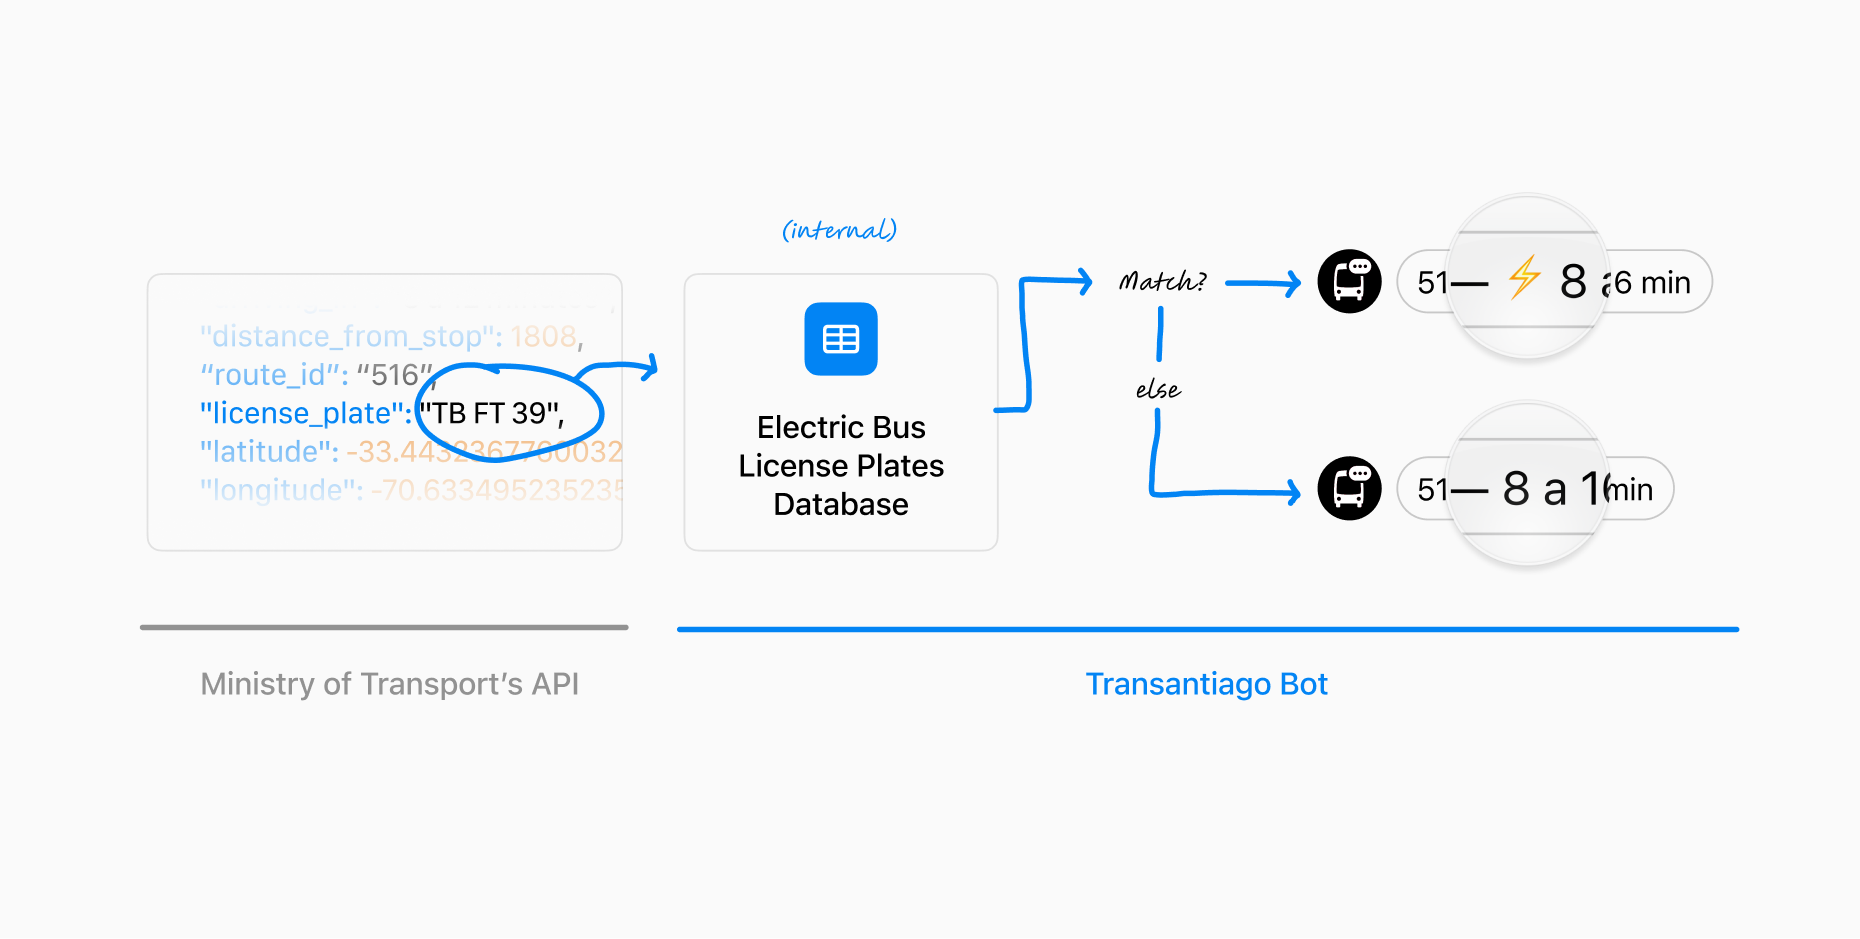 "distance_from_stop": 1808,
“route_id”: “516”,
"license_plate": "TB FT 39",
"latitude": -33.4432367700032
"longitude": -70.633495235235
(internal)
Electric Bus
License Plates
Database
Match?
else
51— ⚡ 8 a 6 min
51— 8 a 16 min
Ministry of Transport’s API
Transantiago Bot